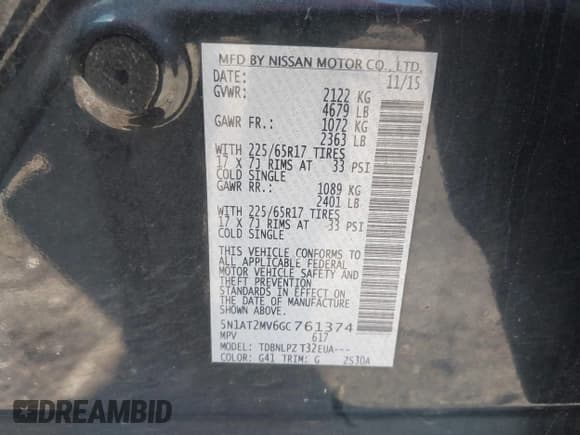 MFD BY NISSAN MOTOR CO., LTD.
DATE: 11/15
GVWR: 2122 KG
4679 LB
GAWR FR.: 1072 KG
2363 LB
WITH 225/65R17 TIRES
17 X 7J RIMS AT 33 PSI
COLD SINGLE
GAWR RR.: 1089 KG
2401 LB
WITH 225/65R17 TIRES
17 X 7J RIMS AT 33 PSI
COLD SINGLE
THIS VEHICLE CONFORMS TO
ALL APPLICABLE FEDERAL
MOTOR VEHICLE SAFETY AND
THEFT PREVENTION
STANDARDS IN EFFECT ON
THE DATE OF MANUFACTURE
SHOWN ABOVE.
5N1AT2MV6GC761374
MPV 617
MODEL: TDBNLPZ T32EUA---
COLOR: G41 TRIM: G 2530A
DREAMBID